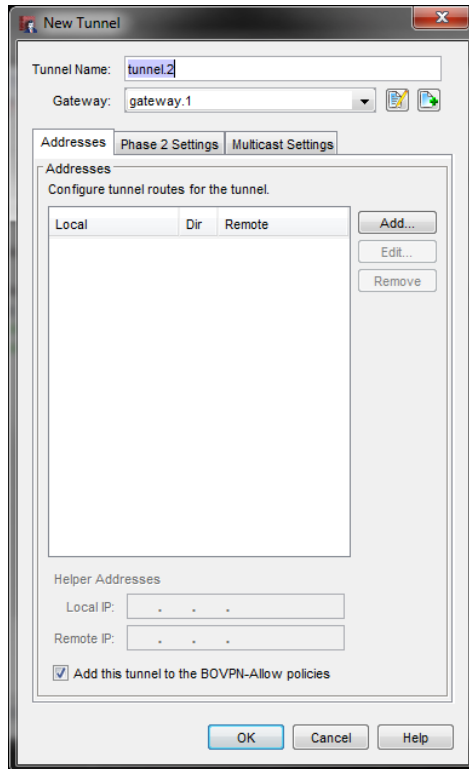 New Tunnel
Tunnel Name: tunnel.2
Gateway: gateway.1
Addresses Phase 2 Settings Multicast Settings
Addresses
Configure tunnel routes for the tunnel.
Local Dir Remote Add...
Edit...
Remove
Helper Addresses
Local IP: . . .
Remote IP: . . .
Add this tunnel to the BOVPN-Allow policies
OK Cancel Help